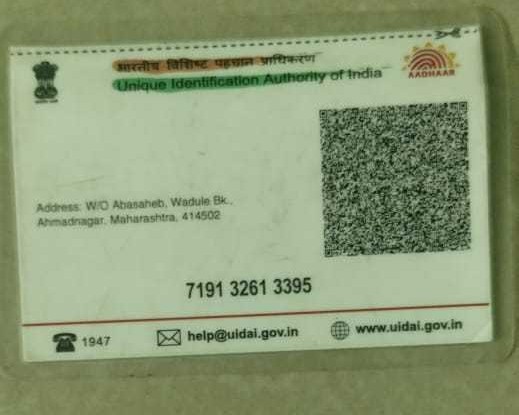 भारतीय विशिष्ट पहचान प्राधिकरण
Unique Identification Authority of India
AADHAAR
Address: W/O Abasaheb, Wadule Bk.,
Ahmadnagar, Maharashtra, 414502
7191 3261 3395
1947
help@uidai.gov.in
www.uidai.gov.in